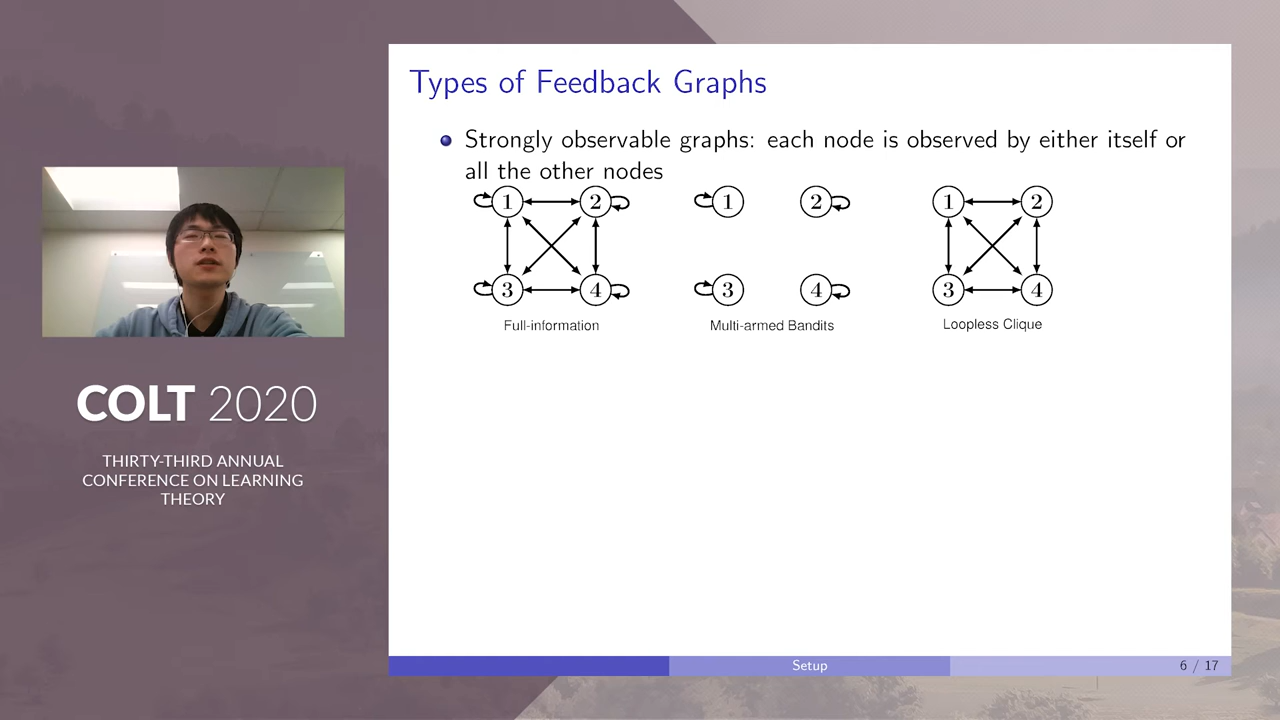 Types of Feedback Graphs
Strongly observable graphs: each node is observed by either itself or
all the other nodes
1 2 1 2 1 2
3 4 3 4 3 4
Full-information Multi-armed Bandits Loopless Clique
COLT 2020
THIRTY-THIRD ANNUAL
CONFERENCE ON LEARNING
THEORY
Setup 6 / 17